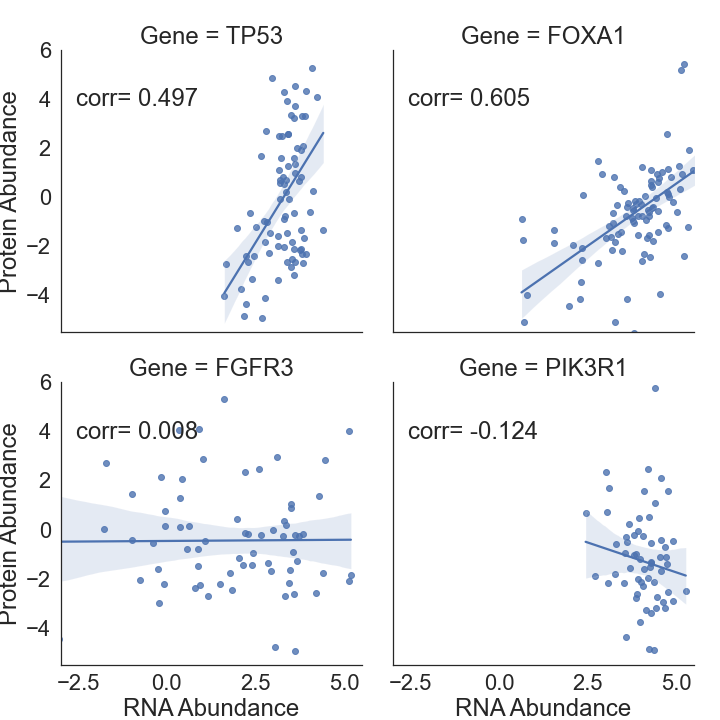 Gene = TP53
Gene = FOXA1
Protein Abundance
6
4
2
0
−2
−4
corr= 0.497
corr= 0.605
Gene = FGFR3
Gene = PIK3R1
Protein Abundance
6
4
2
0
−2
−4
corr= 0.008
corr= -0.124
−2.5 0.0 2.5 5.0
−2.5 0.0 2.5 5.0
RNA Abundance
RNA Abundance